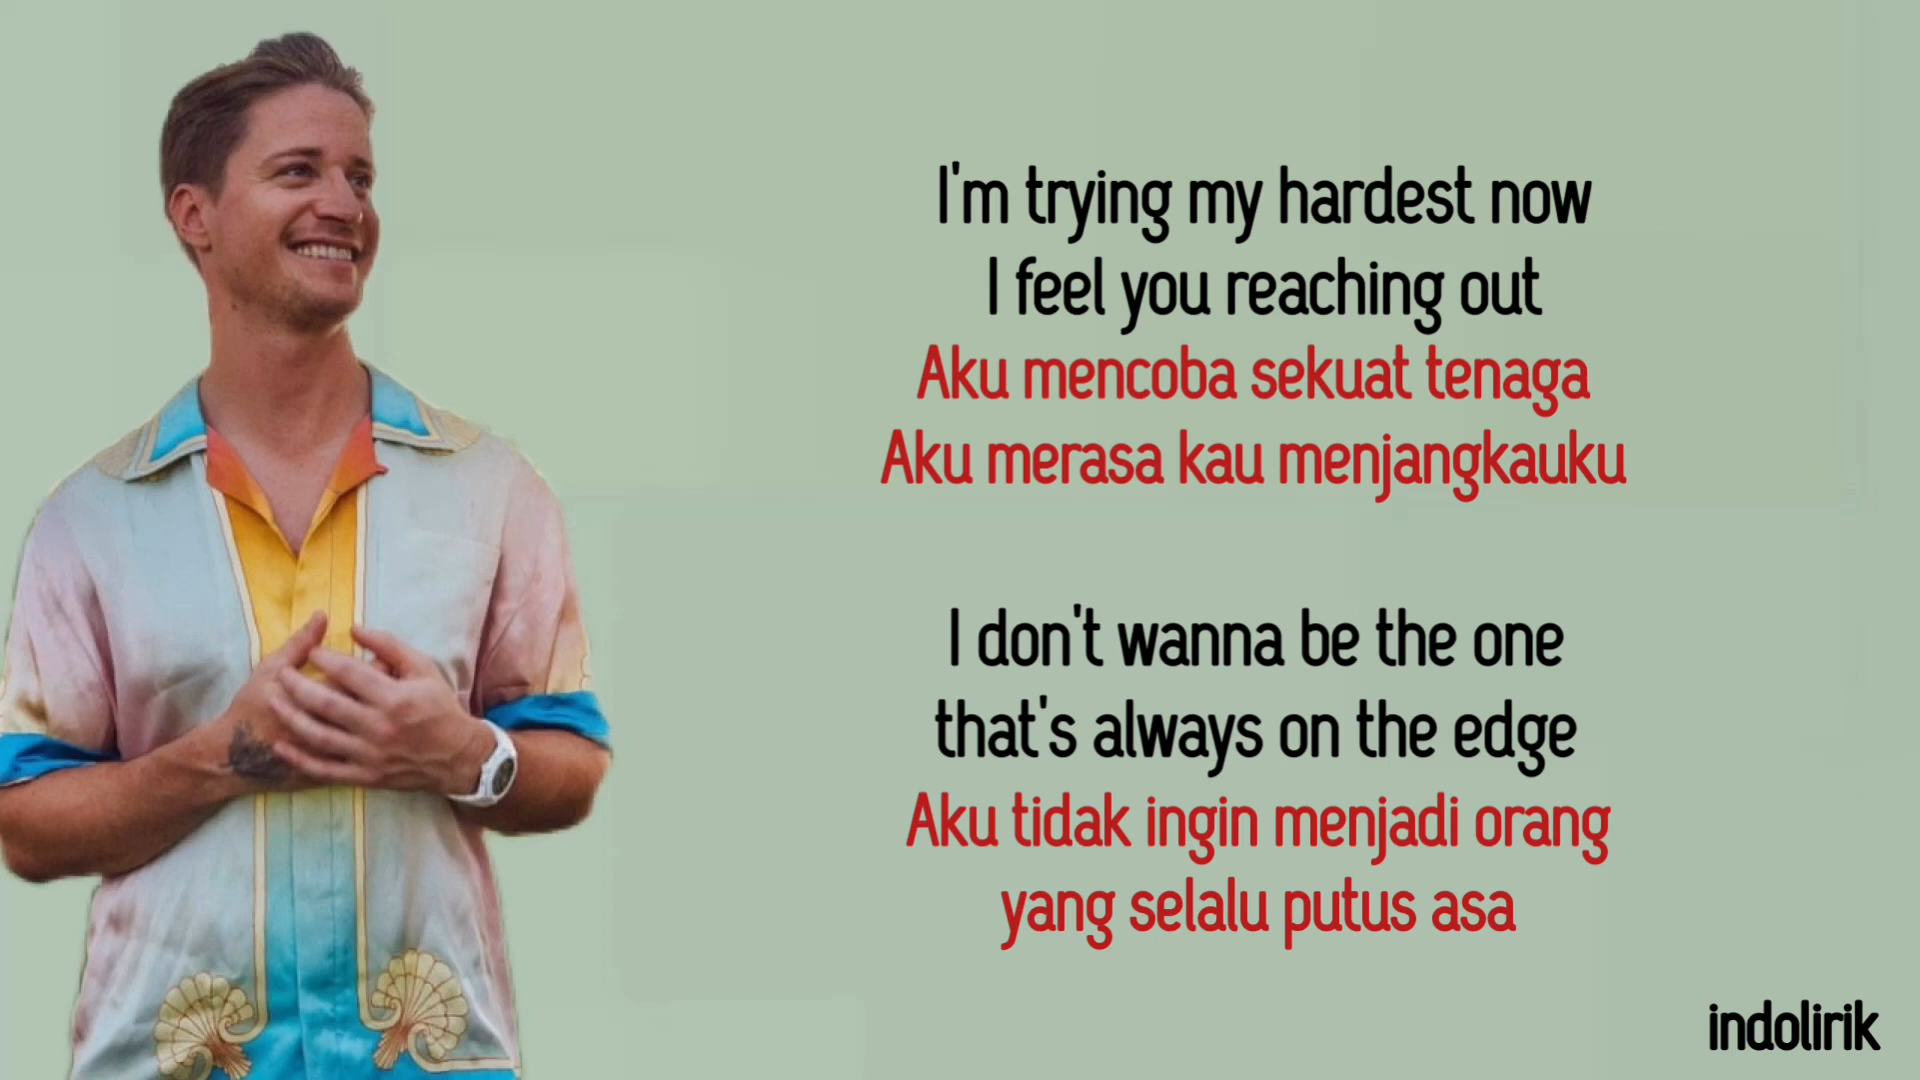 I'm trying my hardest now
I feel you reaching out
Aku mencoba sekuat tenaga
Aku merasa kau menjangkauku
I don't wanna be the one
that's always on the edge
Aku tidak ingin menjadi orang
yang selalu putus asa
indolirik